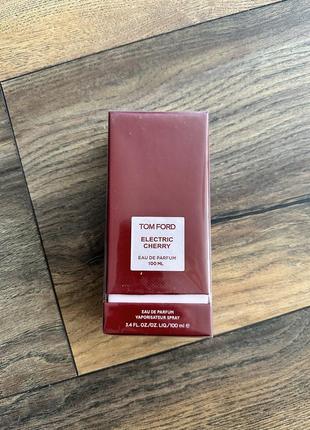 TOM FORD
ELECTRIC
CHERRY
EAU DE PARFUM
100 ML
EAU DE PARFUM
VAPORISATEUR SPRAY
3.4 FL. OZ./OZ. LIQ./100 ml ℮